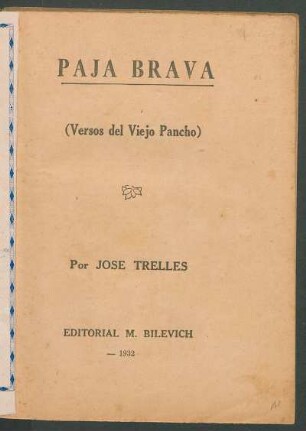 PAJA BRAVA
(Versos del Viejo Pancho)
Por JOSE TRELLES
EDITORIAL M. BILEVICH
— 1932